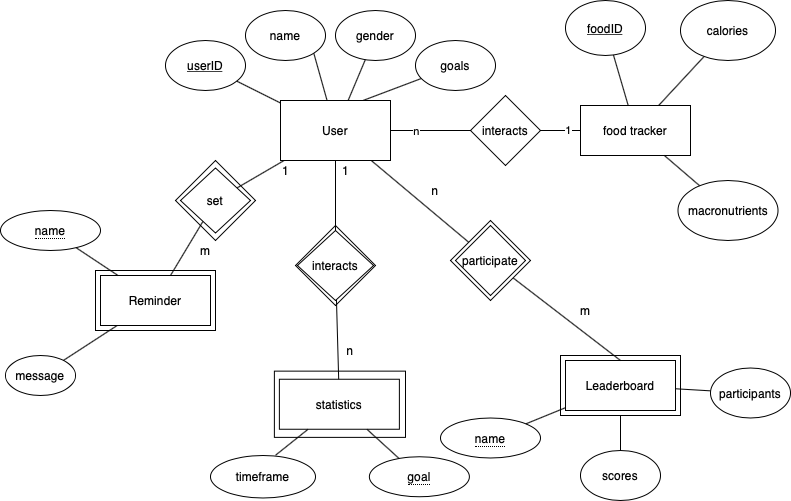 name
gender
foodID
calories
userID
goals
User
n
interacts
1
food tracker
1
1
set
n
macronutrients
name
m
interacts
participate
Reminder
m
n
message
Leaderboard
participants
statistics
name
timeframe
goal
scores